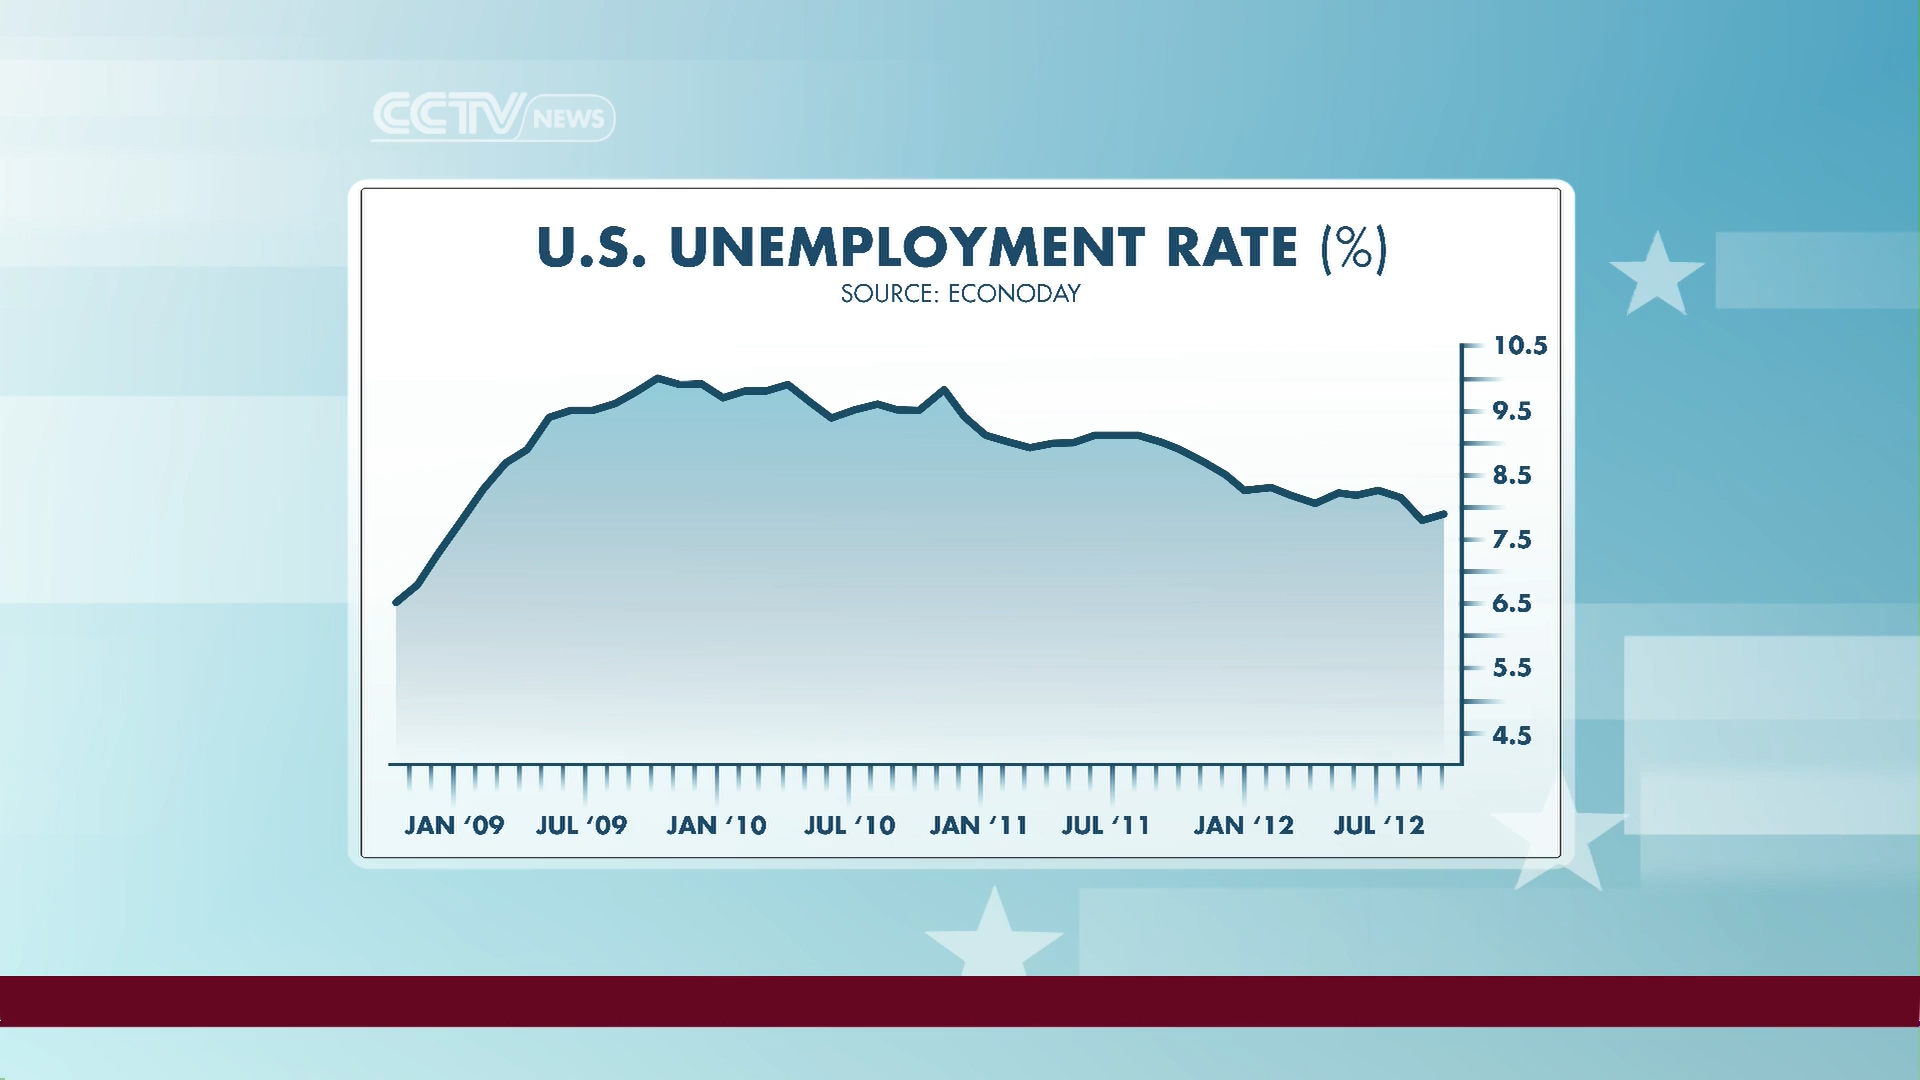 CCTV NEWS
U.S. UNEMPLOYMENT RATE (%)
SOURCE: ECONODAY
10.5
9.5
8.5
7.5
6.5
5.5
4.5
JAN ‘09 JUL ‘09 JAN ‘10 JUL ‘10 JAN ‘11 JUL ‘11 JAN ‘12 JUL ‘12